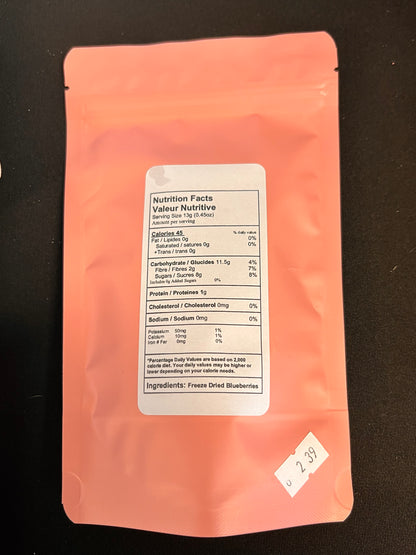 Nutrition Facts
Valeur Nutritive
Serving Size 13g (0.45oz)
Amount per serving
Calories 45 % daily value
Fat / Lipides 0g 0%
Saturated / satures 0g 0%
+Trans / trans 0g
Carbohydrate / Glucides 11.5g 4%
Fibre / Fibres 2g 7%
Sugars / Sucres 8g 8%
Includes 0g Added Sugars 0%
Protein / Proteines 1g
Cholesterol / Cholesterol 0mg 0%
Sodium / Sodium 0mg 0%
Potassium 50mg 1%
Calcium 10mg 1%
Iron # Fer 0mg 0%
*Percentage Daily Values are based on 2,000
calorie diet. Your daily values may be higher or
lower depending on your calorie needs.
Ingredients: Freeze Dried Blueberries
2 39